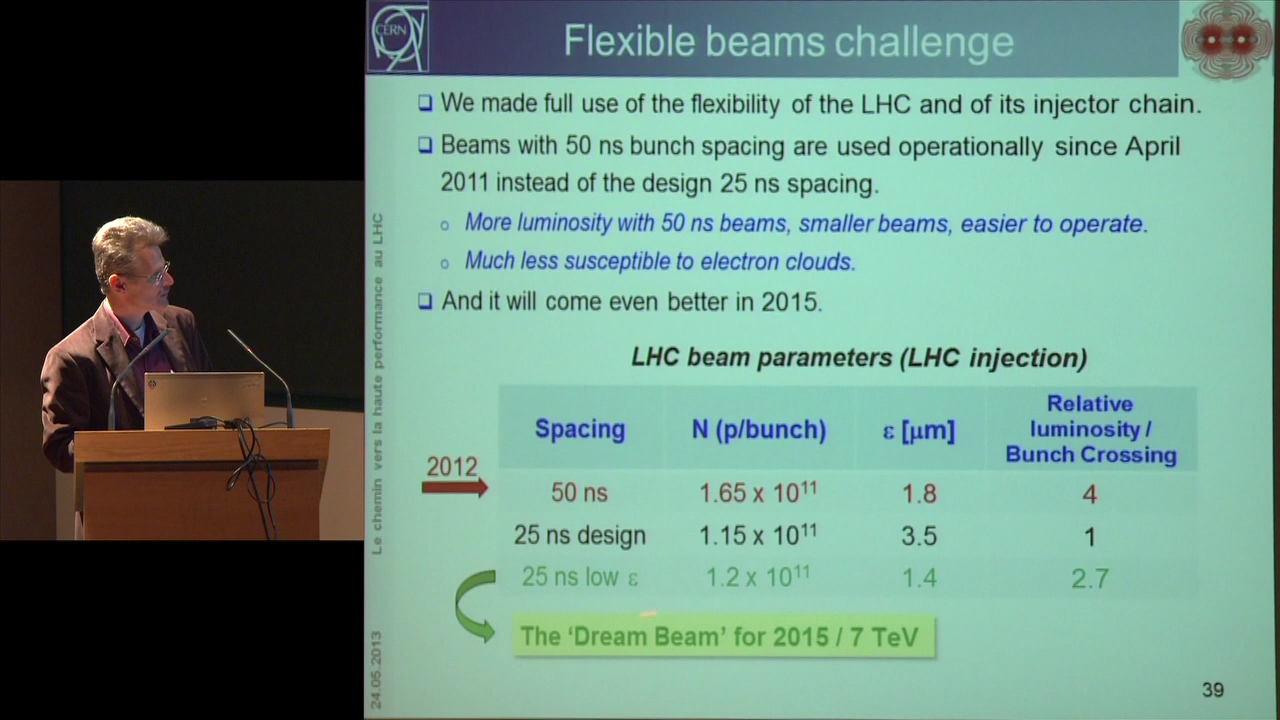 CERN
Flexible beams challenge
We made full use of the flexibility of the LHC and of its injector chain.
Beams with 50 ns bunch spacing are used operationally since April
2011 instead of the design 25 ns spacing.
More luminosity with 50 ns beams, smaller beams, easier to operate.
Much less susceptible to electron clouds.
And it will come even better in 2015.
LHC beam parameters (LHC injection)
Spacing N (p/bunch) ε [μm] Relative luminosity / Bunch Crossing
2012
50 ns 1.65 x 10¹¹ 1.8 4
25 ns design 1.15 x 10¹¹ 3.5 1
25 ns low ε 1.2 x 10¹¹ 1.4 2.7
The ‘Dream Beam’ for 2015 / 7 TeV
Le chemin vers la haute performance au LHC
24.05.2013
39